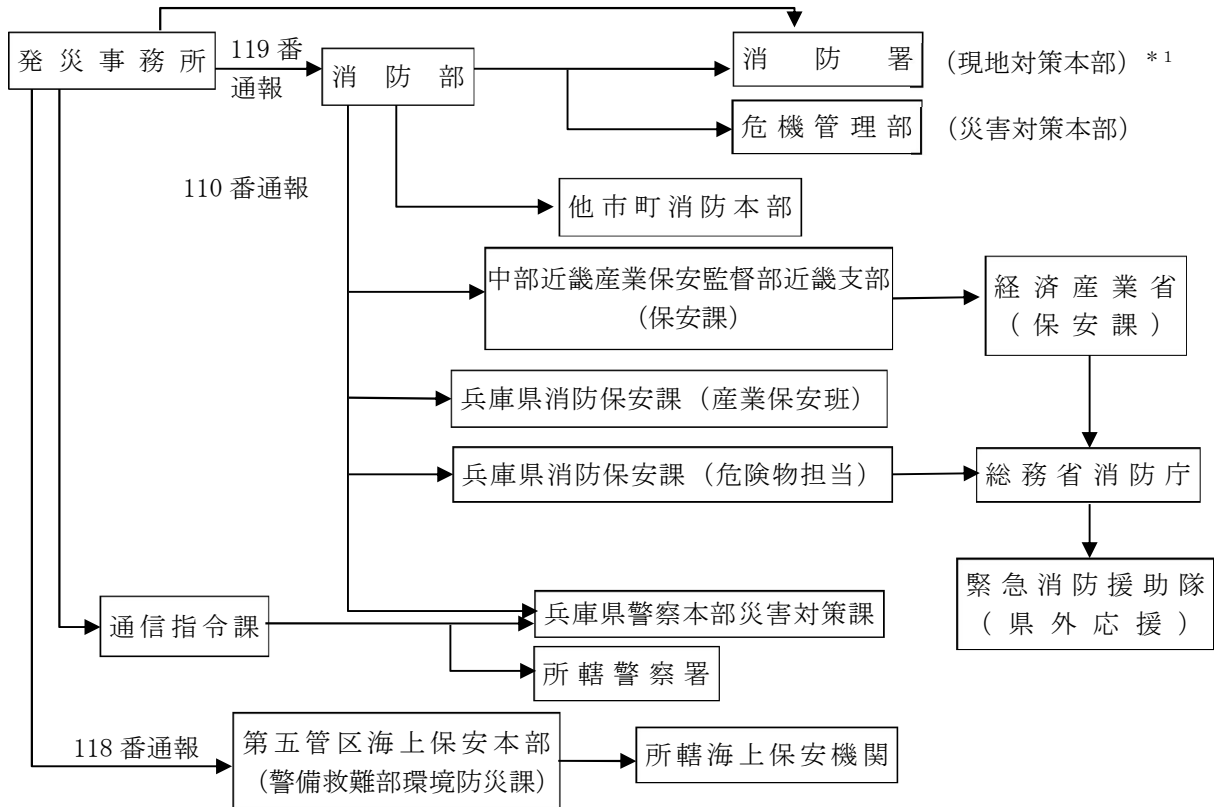 発災事務所
119番
通報
消防部
消防署
(現地対策本部) *1
危機管理部
(災害対策本部)
110番通報
他市町消防本部
中部近畿産業保安監督部近畿支部
(保安課)
経済産業省
(保安課)
兵庫県消防保安課(産業保安班)
兵庫県消防保安課(危険物担当)
総務省消防庁
緊急消防援助隊
(県外応援)
通信指令課
兵庫県警察本部災害対策課
所轄警察署
118番通報
第五管区海上保安本部
(警備救難部環境防災課)
所轄海上保安機関